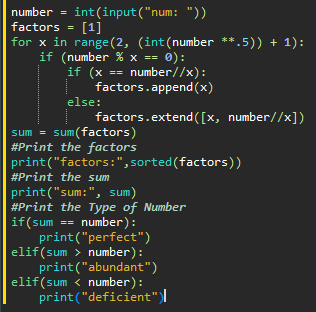 number = int(input("num: "))
factors = [1]
for x in range(2, (int(number **.5)) + 1):
    if (number % x == 0):
        if (x == number//x):
            factors.append(x)
        else:
            factors.extend([x, number//x])
sum = sum(factors)
#Print the factors
print("factors:",sorted(factors))
#Print the sum
print("sum:", sum)
#Print the Type of Number
if(sum == number):
    print("perfect")
elif(sum > number):
    print("abundant")
elif(sum < number):
    print("deficient")